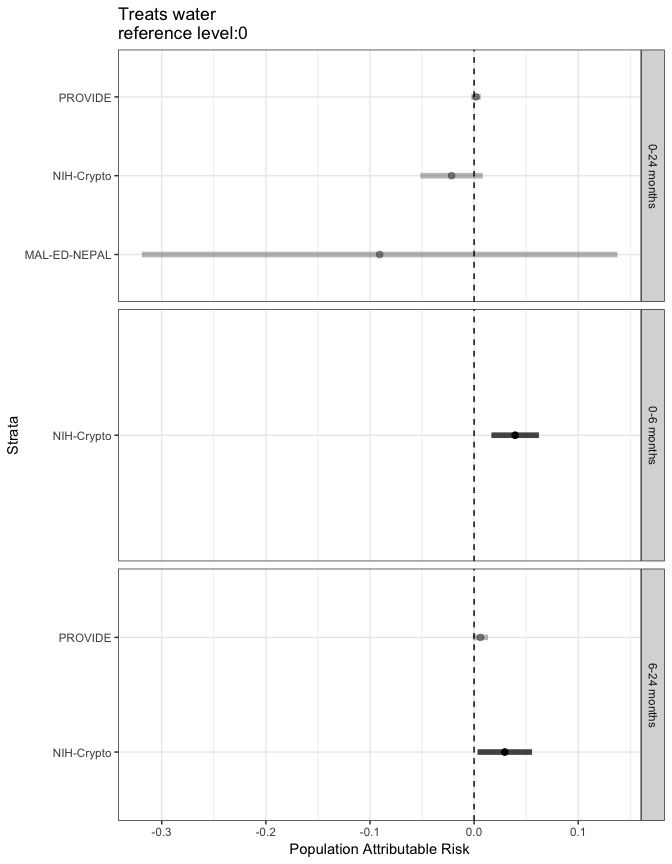 Treats water
reference level:0
PROVIDE
NIH-Crypto
MAL-ED-NEPAL
0-24 months
NIH-Crypto
0-6 months
PROVIDE
NIH-Crypto
6-24 months
Strata
-0.3 -0.2 -0.1 0.0 0.1
Population Attributable Risk